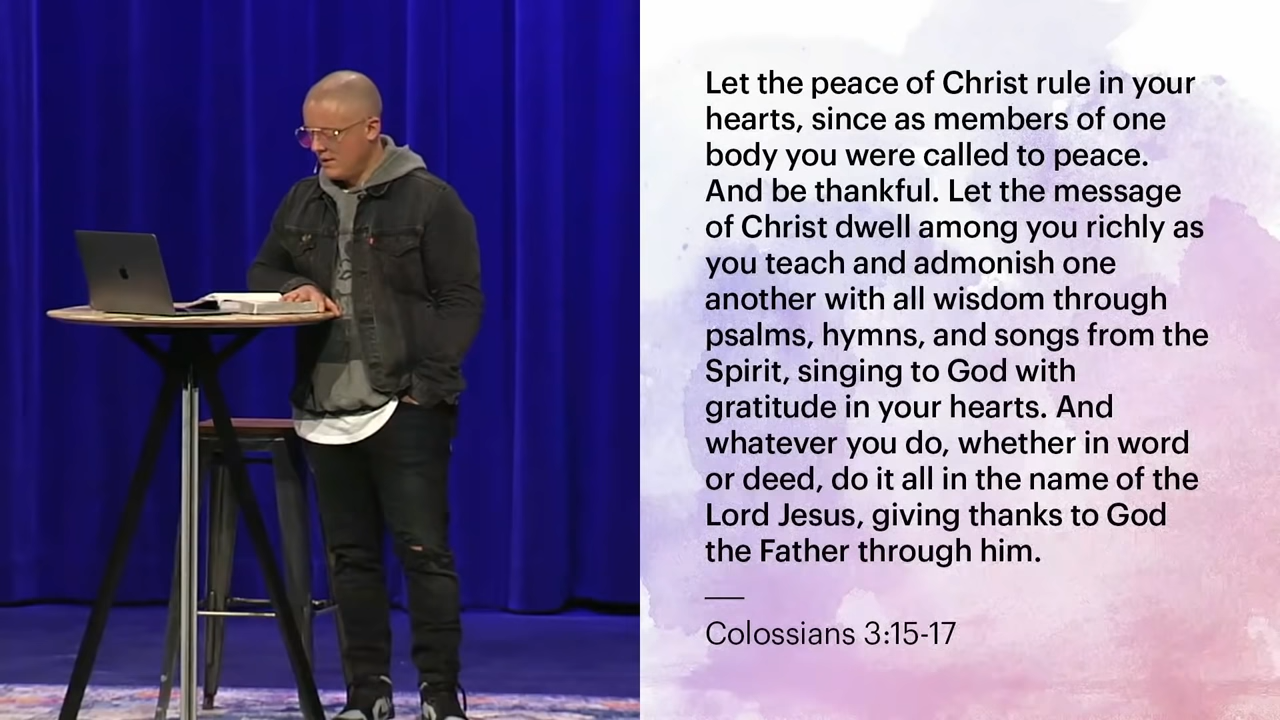 Let the peace of Christ rule in your
hearts, since as members of one
body you were called to peace.
And be thankful. Let the message
of Christ dwell among you richly as
you teach and admonish one
another with all wisdom through
psalms, hymns, and songs from the
Spirit, singing to God with
gratitude in your hearts. And
whatever you do, whether in word
or deed, do it all in the name of the
Lord Jesus, giving thanks to God
the Father through him.
Colossians 3:15-17